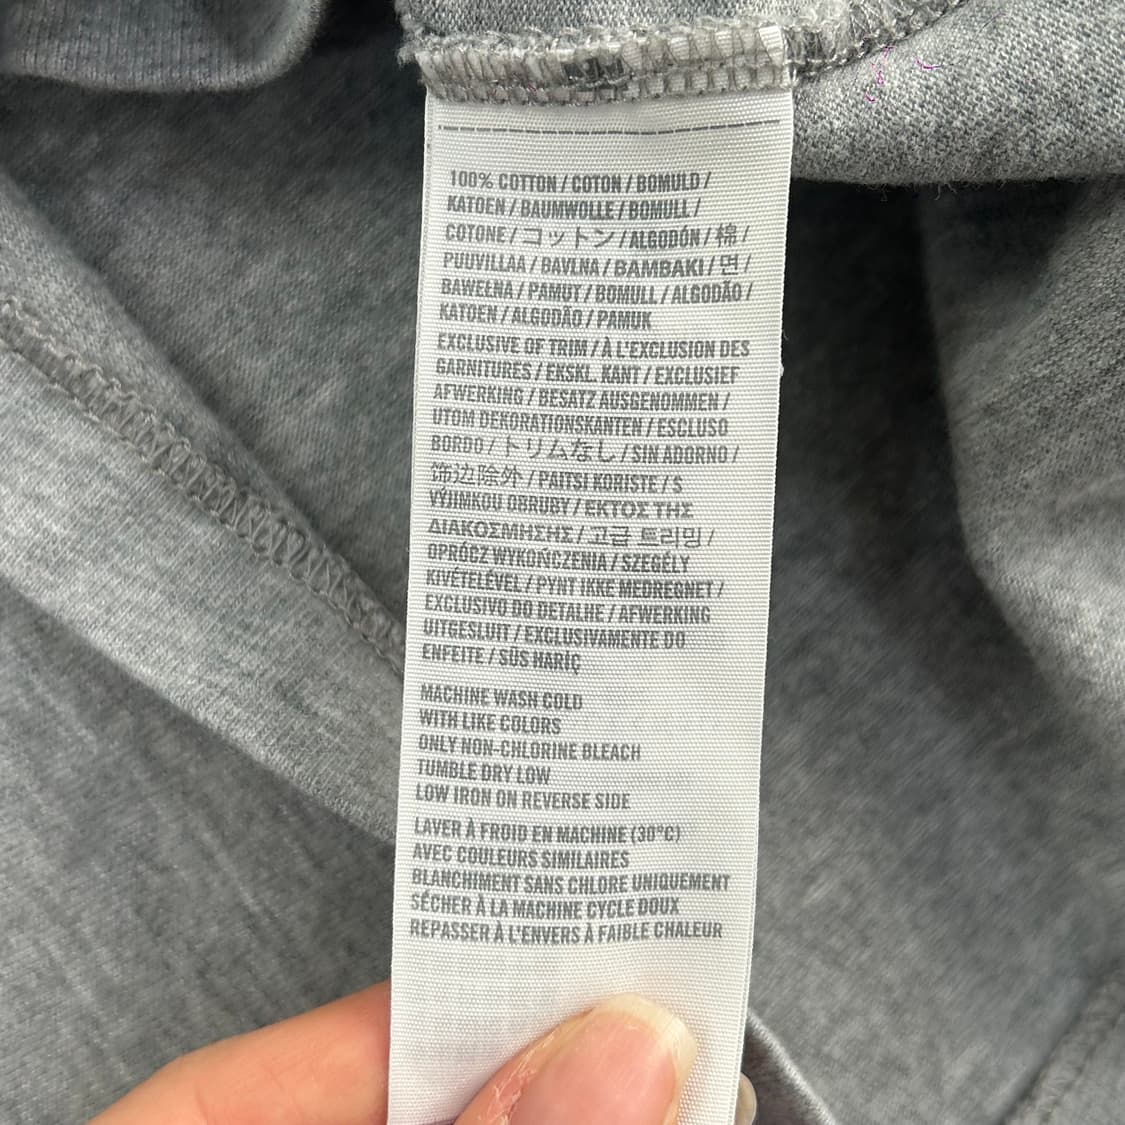 100% COTTON / COTON / BOMULD /
KATOEN / BAUMWOLLE / BOMULL /
COTONE / コットン / ALGODÓN / 棉 /
PUUVILLAA / BAVLNA / BAMBAKI / 면 /
BAWEŁNA / PAMUT / BOMULL / ALGODÃO /
KATOEN / ALGODÃO / PAMUK
EXCLUSIVE OF TRIM / À L'EXCLUSION DES
GARNITURES / EKSKL. KANT / EXCLUSIEF
AFWERKING / BESATZ AUSGENOMMEN /
UTOM DEKORATIONSKANTEN / ESCLUSO
BORDO / トリムなし / SIN ADORNO /
饰边除外 / PAITSI KORISTE / S
VÝJIMKOU OBRUBY / ΕΚΤΟΣ ΤΗΣ
ΔΙΑΚΟΣΜΗΣΗΣ / 고급 트리밍 /
OPRÓCZ WYKOŃCZENIA / SZEGÉLY
KIVÉTELÉVEL / PYNT IKKE MEDREGNET /
EXCLUSIVO DO DETALHE / AFWERKING
UITGESLUIT / EXCLUSIVAMENTE DO
ENFEITE / SÜS HARİÇ
MACHINE WASH COLD
WITH LIKE COLORS
ONLY NON-CHLORINE BLEACH
TUMBLE DRY LOW
LOW IRON ON REVERSE SIDE
LAVER À FROID EN MACHINE (30°C)
AVEC COULEURS SIMILAIRES
BLANCHIMENT SANS CHLORE UNIQUEMENT
SÉCHER À LA MACHINE CYCLE DOUX
REPASSER À L'ENVERS À FAIBLE CHALEUR